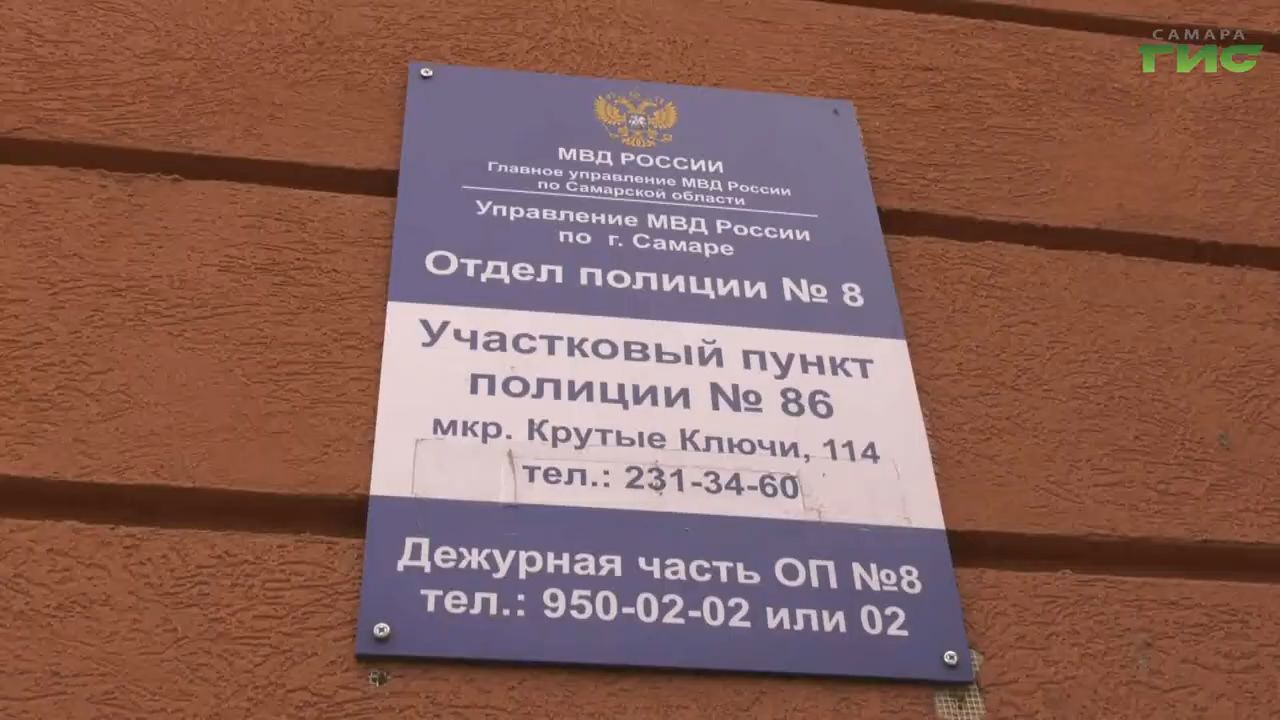 САМАРА
ГИС
МВД РОССИИ
Главное управление МВД России
по Самарской области
Управление МВД России
по г. Самаре
Отдел полиции № 8
Участковый пункт
полиции № 86
мкр. Крутые Ключи, 114
тел.: 231-34-60
Дежурная часть ОП №8
тел.: 950-02-02 или 02